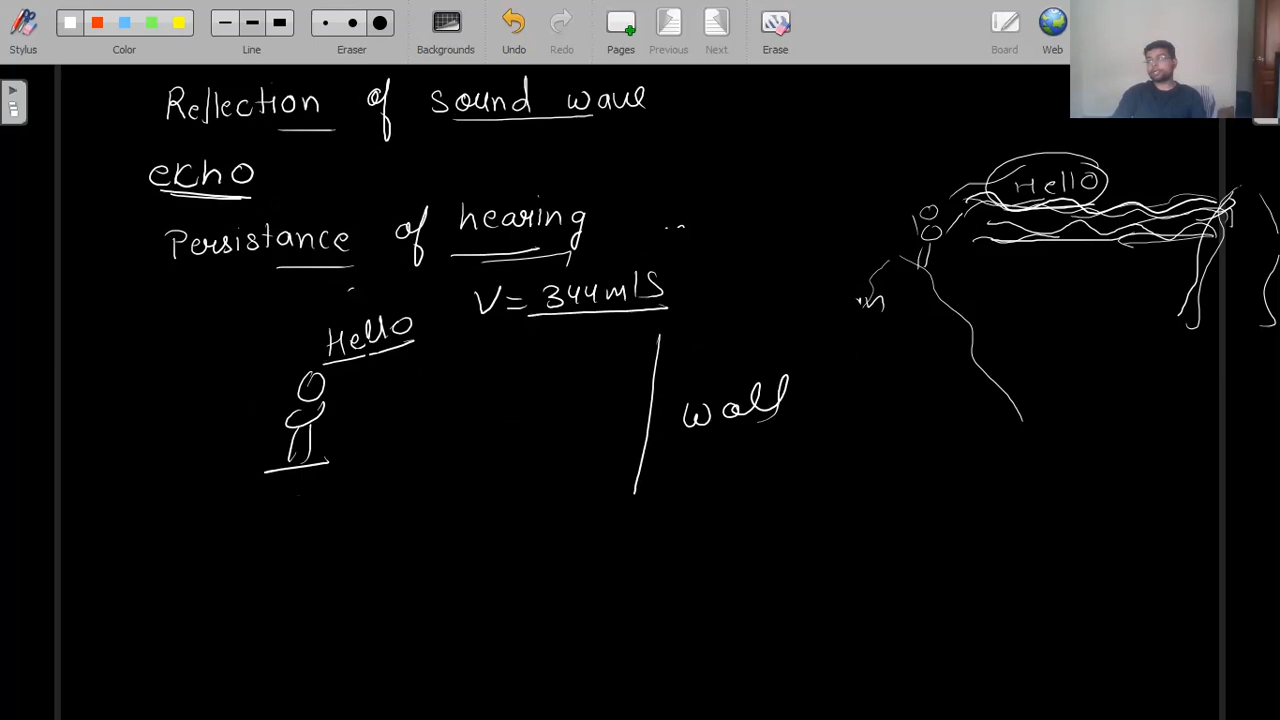 Stylus Color Line Eraser Backgrounds Undo Redo Pages Previous Next Erase Board Web
Reflection of sound wave
echo
Hello
Persistance of hearing
V = 344 m/s
Hello
wall